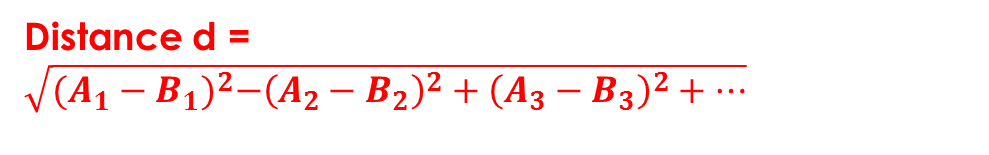 Distance d =
√(A₁ − B₁)²−(A₂ − B₂)² + (A₃ − B₃)² + ⋯